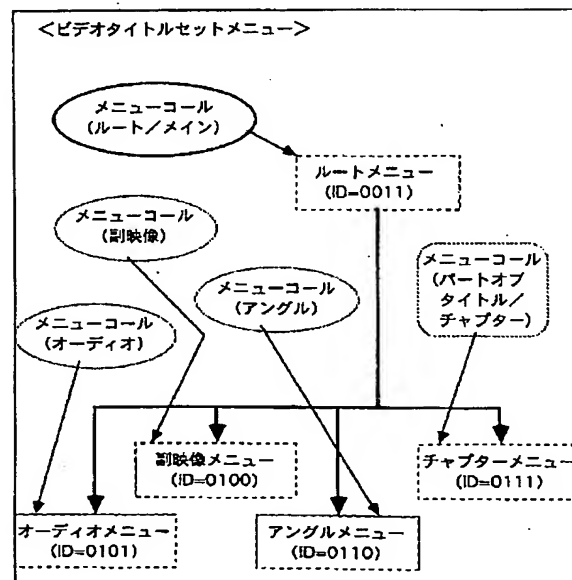 ＜ビデオタイトルセットメニュー＞
メニューコール
(ルート／メイン)
ルートメニュー
(ID=0011)
メニューコール
(副映像)
メニューコール
(アングル)
メニューコール
(パートオブ
タイトル／
チャプター)
メニューコール
(オーディオ)
副映像メニュー
(ID=0100)
チャプターメニュー
(ID=0111)
オーディオメニュー
(ID=0101)
アングルメニュー
(ID=0110)